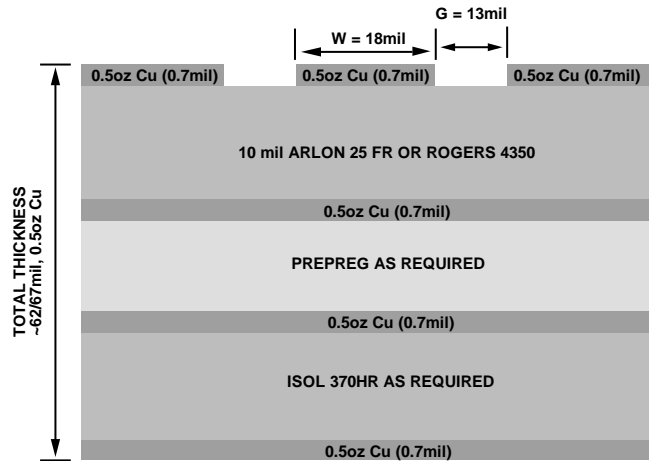 G = 13mil
W = 18mil
0.5oz Cu (0.7mil)
0.5oz Cu (0.7mil)
0.5oz Cu (0.7mil)
10 mil ARLON 25 FR OR ROGERS 4350
0.5oz Cu (0.7mil)
PREPREG AS REQUIRED
0.5oz Cu (0.7mil)
ISOL 370HR AS REQUIRED
0.5oz Cu (0.7mil)
TOTAL THICKNESS
~62/67mil, 0.5oz Cu